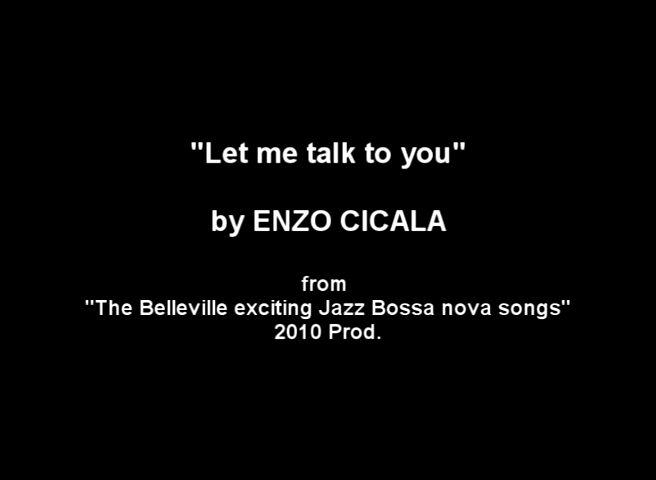 "Let me talk to you"
by ENZO CICALA
from
"The Belleville exciting Jazz Bossa nova songs"
2010 Prod.